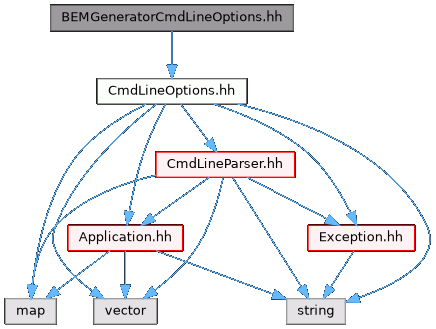 BEMGeneratorCmdLineOptions.hh
CmdLineOptions.hh
CmdLineParser.hh
Application.hh
Exception.hh
map
vector
string